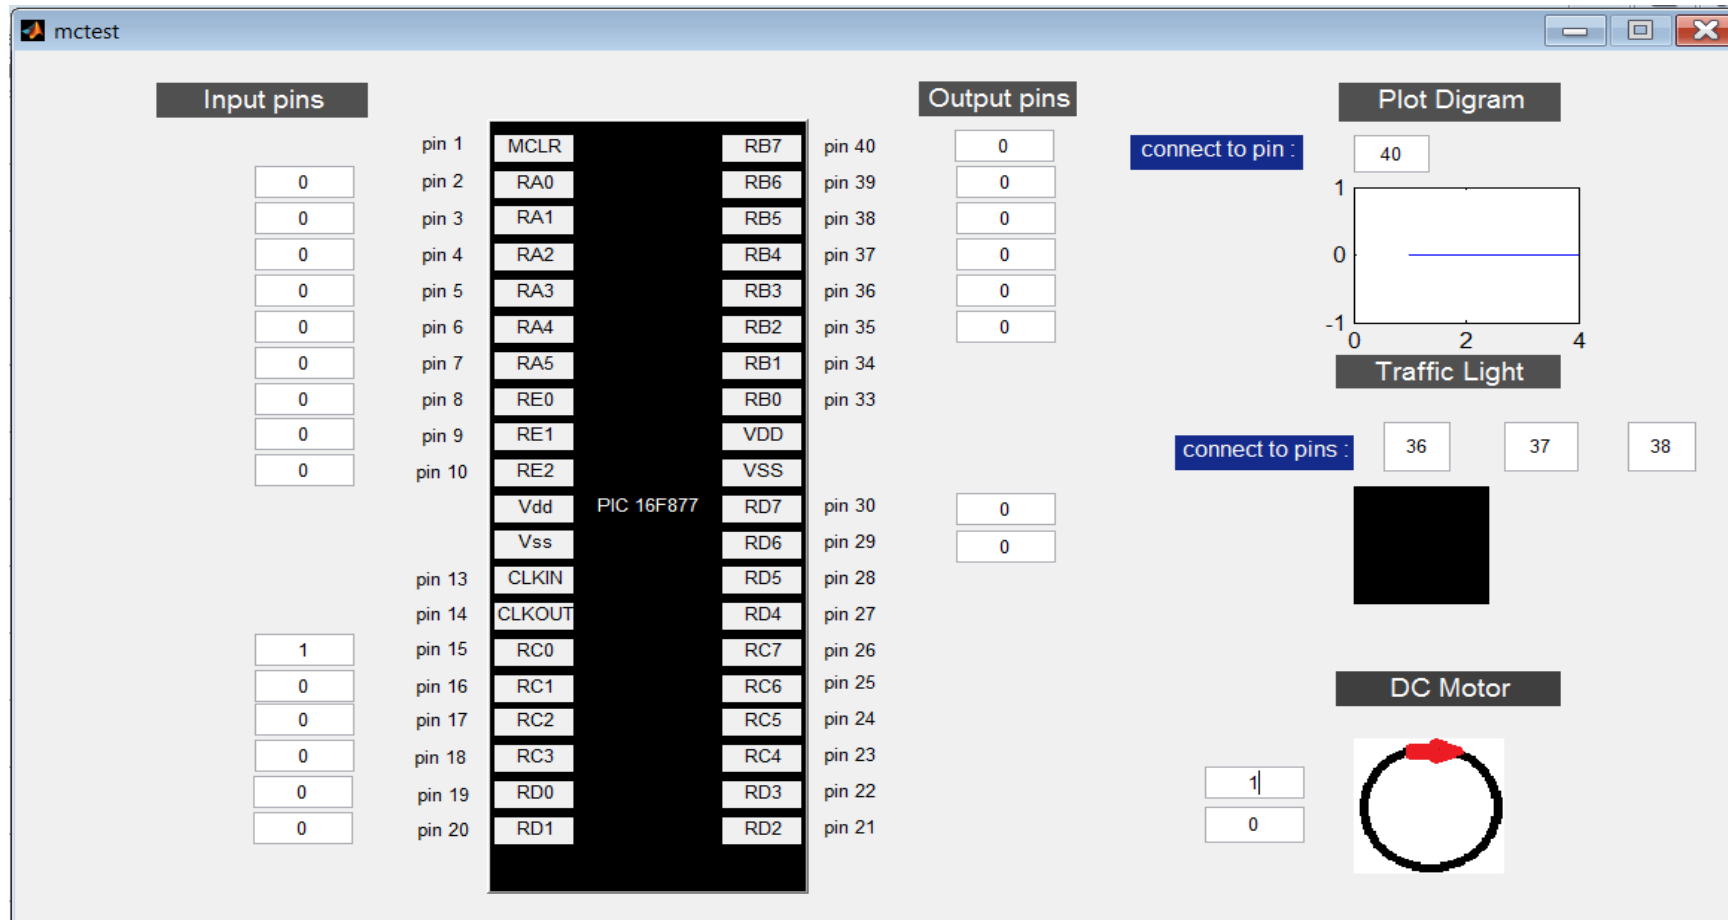 mctest
Input pins
Output pins
Plot Digram
pin 1 MCLR RB7 pin 40 0 connect to pin : 40
0 pin 2 RA0 RB6 pin 39 0
0 pin 3 RA1 RB5 pin 38 0
0 pin 4 RA2 RB4 pin 37 0
0 pin 5 RA3 RB3 pin 36 0
0 pin 6 RA4 RB2 pin 35 0
1
0
-1
0 2 4
0 pin 7 RA5 RB1 pin 34
Traffic Light
0 pin 8 RE0 RB0 pin 33
0 pin 9 RE1 VDD
connect to pins : 36 37 38
0 pin 10 RE2 VSS
Vdd PIC 16F877 RD7 pin 30 0
Vss RD6 pin 29 0
pin 13 CLKIN RD5 pin 28
pin 14 CLKOUT RD4 pin 27
1 pin 15 RC0 RC7 pin 26
0 pin 16 RC1 RC6 pin 25
DC Motor
0 pin 17 RC2 RC5 pin 24
0 pin 18 RC3 RC4 pin 23
0 pin 19 RD0 RD3 pin 22 1
0 pin 20 RD1 RD2 pin 21 0